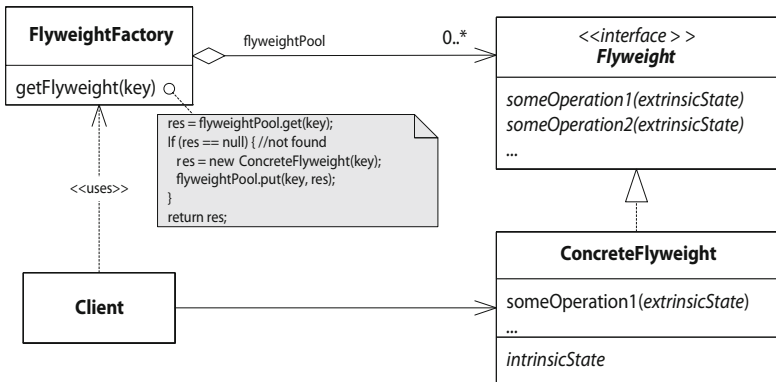 FlyweightFactory
getFlyweight(key)
flyweightPool
0..*
<<interface> >
Flyweight
someOperation1(extrinsicState)
someOperation2(extrinsicState)
...
res = flyweightPool.get(key);
If (res == null) { //not found
res = new ConcreteFlyweight(key);
flyweightPool.put(key, res);
}
return res;
<<uses>>
Client
ConcreteFlyweight
someOperation1(extrinsicState)
...
intrinsicState